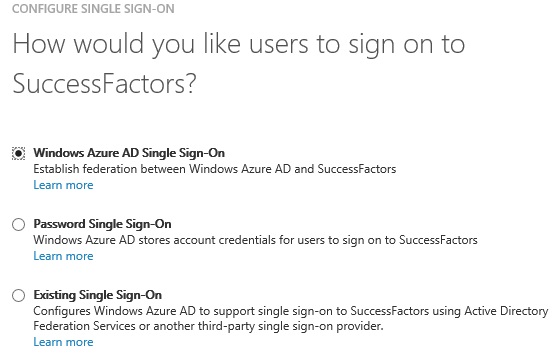 CONFIGURE SINGLE SIGN-ON
How would you like users to sign on to
SuccessFactors?
Windows Azure AD Single Sign-On
Establish federation between Windows Azure AD and SuccessFactors
Learn more
Password Single Sign-On
Windows Azure AD stores account credentials for users to sign on to SuccessFactors
Learn more
Existing Single Sign-On
Configures Windows Azure AD to support single sign-on to SuccessFactors using Active Directory
Federation Services or another third-party single sign-on provider.
Learn more